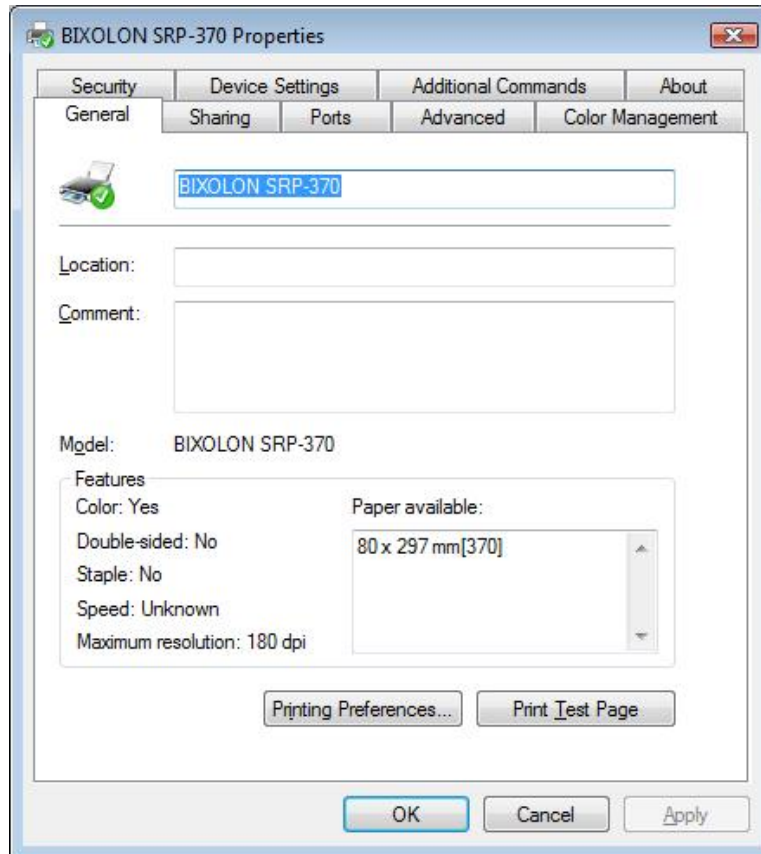 BIXOLON SRP-370 Properties
Security Device Settings Additional Commands About
General Sharing Ports Advanced Color Management
BIXOLON SRP-370
Location:
Comment:
Model: BIXOLON SRP-370
Features
Color: Yes
Double-sided: No
Staple: No
Speed: Unknown
Maximum resolution: 180 dpi
Paper available:
80 x 297 mm[370]
Printing Preferences... Print Test Page
OK Cancel Apply